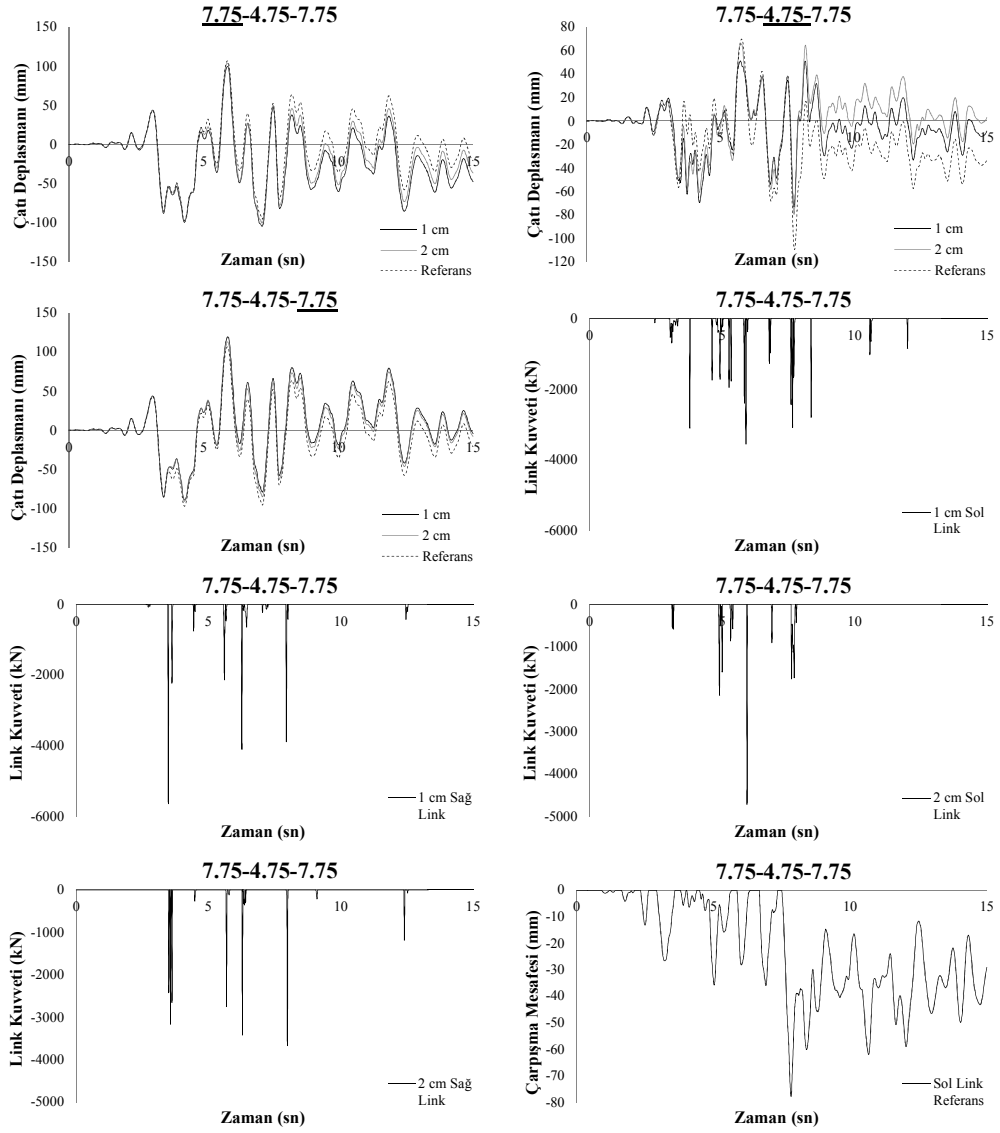 7.75-4.75-7.75
150
100
50
0
-50
-100
-150
0
5
10
15
Çatı Deplasmanı (mm)
Zaman (sn)
1 cm
2 cm
Referans
7.75-4.75-7.75
80
60
40
20
0
-20
-40
-60
-80
-100
-120
0
5
10
15
Çatı Deplasmanı (mm)
Zaman (sn)
1 cm
2 cm
Referans
7.75-4.75-7.75
150
100
50
0
-50
-100
-150
0
5
10
15
Çatı Deplasmanı (mm)
Zaman (sn)
1 cm
2 cm
Referans
7.75-4.75-7.75
0
-2000
-4000
-6000
0
5
10
15
Link Kuvveti (kN)
Zaman (sn)
1 cm Sol
Link
7.75-4.75-7.75
0
-2000
-4000
-6000
0
5
10
15
Link Kuvveti (kN)
Zaman (sn)
1 cm Sağ
Link
7.75-4.75-7.75
0
-1000
-2000
-3000
-4000
-5000
0
5
10
15
Link Kuvveti (kN)
Zaman (sn)
2 cm Sol
Link
7.75-4.75-7.75
0
-1000
-2000
-3000
-4000
-5000
0
5
10
15
Link Kuvveti (kN)
Zaman (sn)
2 cm Sağ
Link
7.75-4.75-7.75
0
-10
-20
-30
-40
-50
-60
-70
-80
0
5
10
15
Çarpışma Mesafesi (mm)
Zaman (sn)
Sol Link
Referans